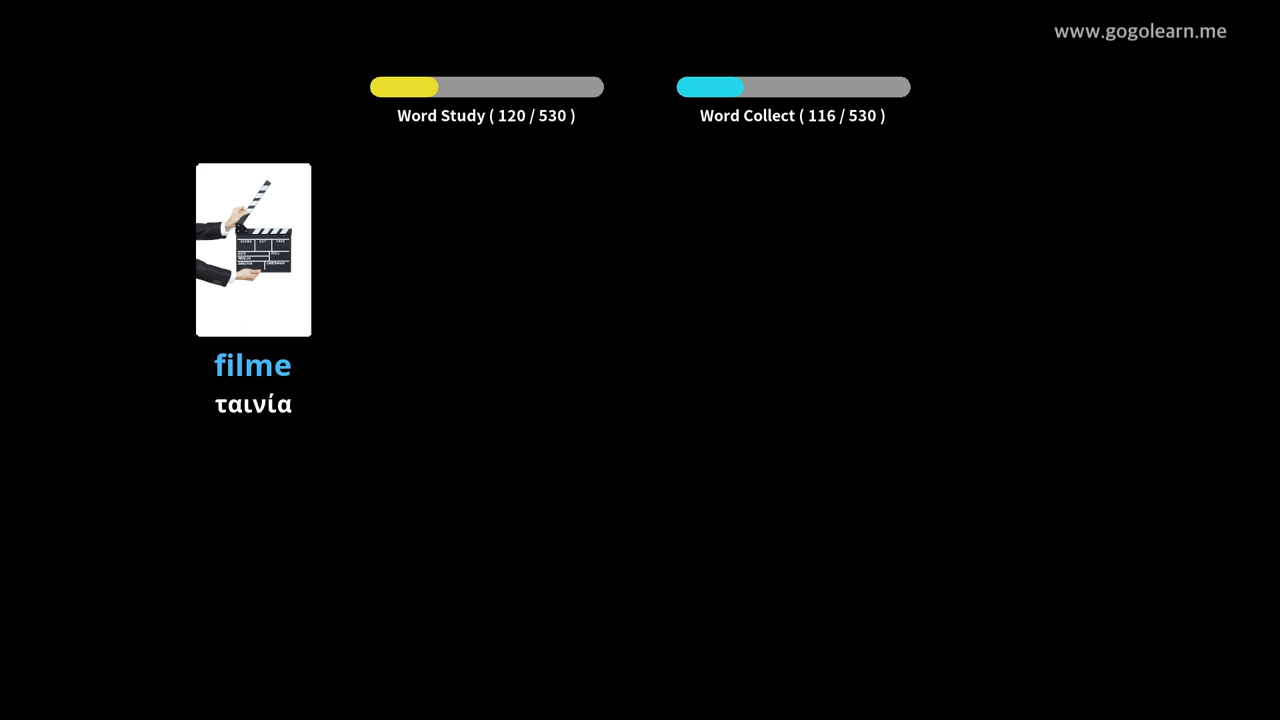 www.gogolearn.me
Word Study ( 120 / 530 )
Word Collect ( 116 / 530 )
filme
ταινία